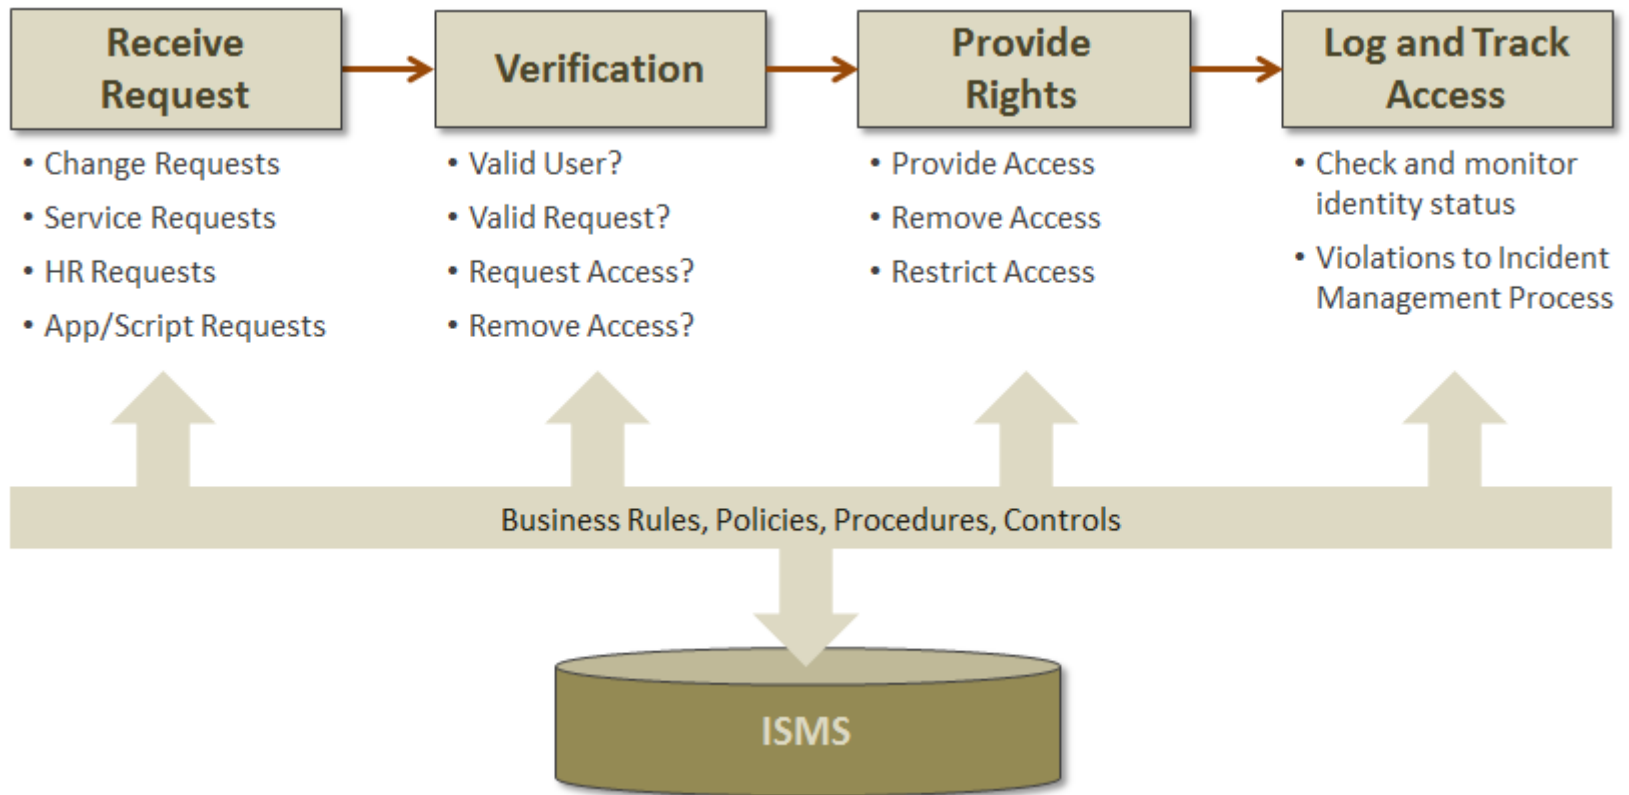 Receive
Request
Verification
Provide
Rights
Log and Track
Access
• Change Requests
• Service Requests
• HR Requests
• App/Script Requests
• Valid User?
• Valid Request?
• Request Access?
• Remove Access?
• Provide Access
• Remove Access
• Restrict Access
• Check and monitor
identity status
• Violations to Incident
Management Process
Business Rules, Policies, Procedures, Controls
ISMS